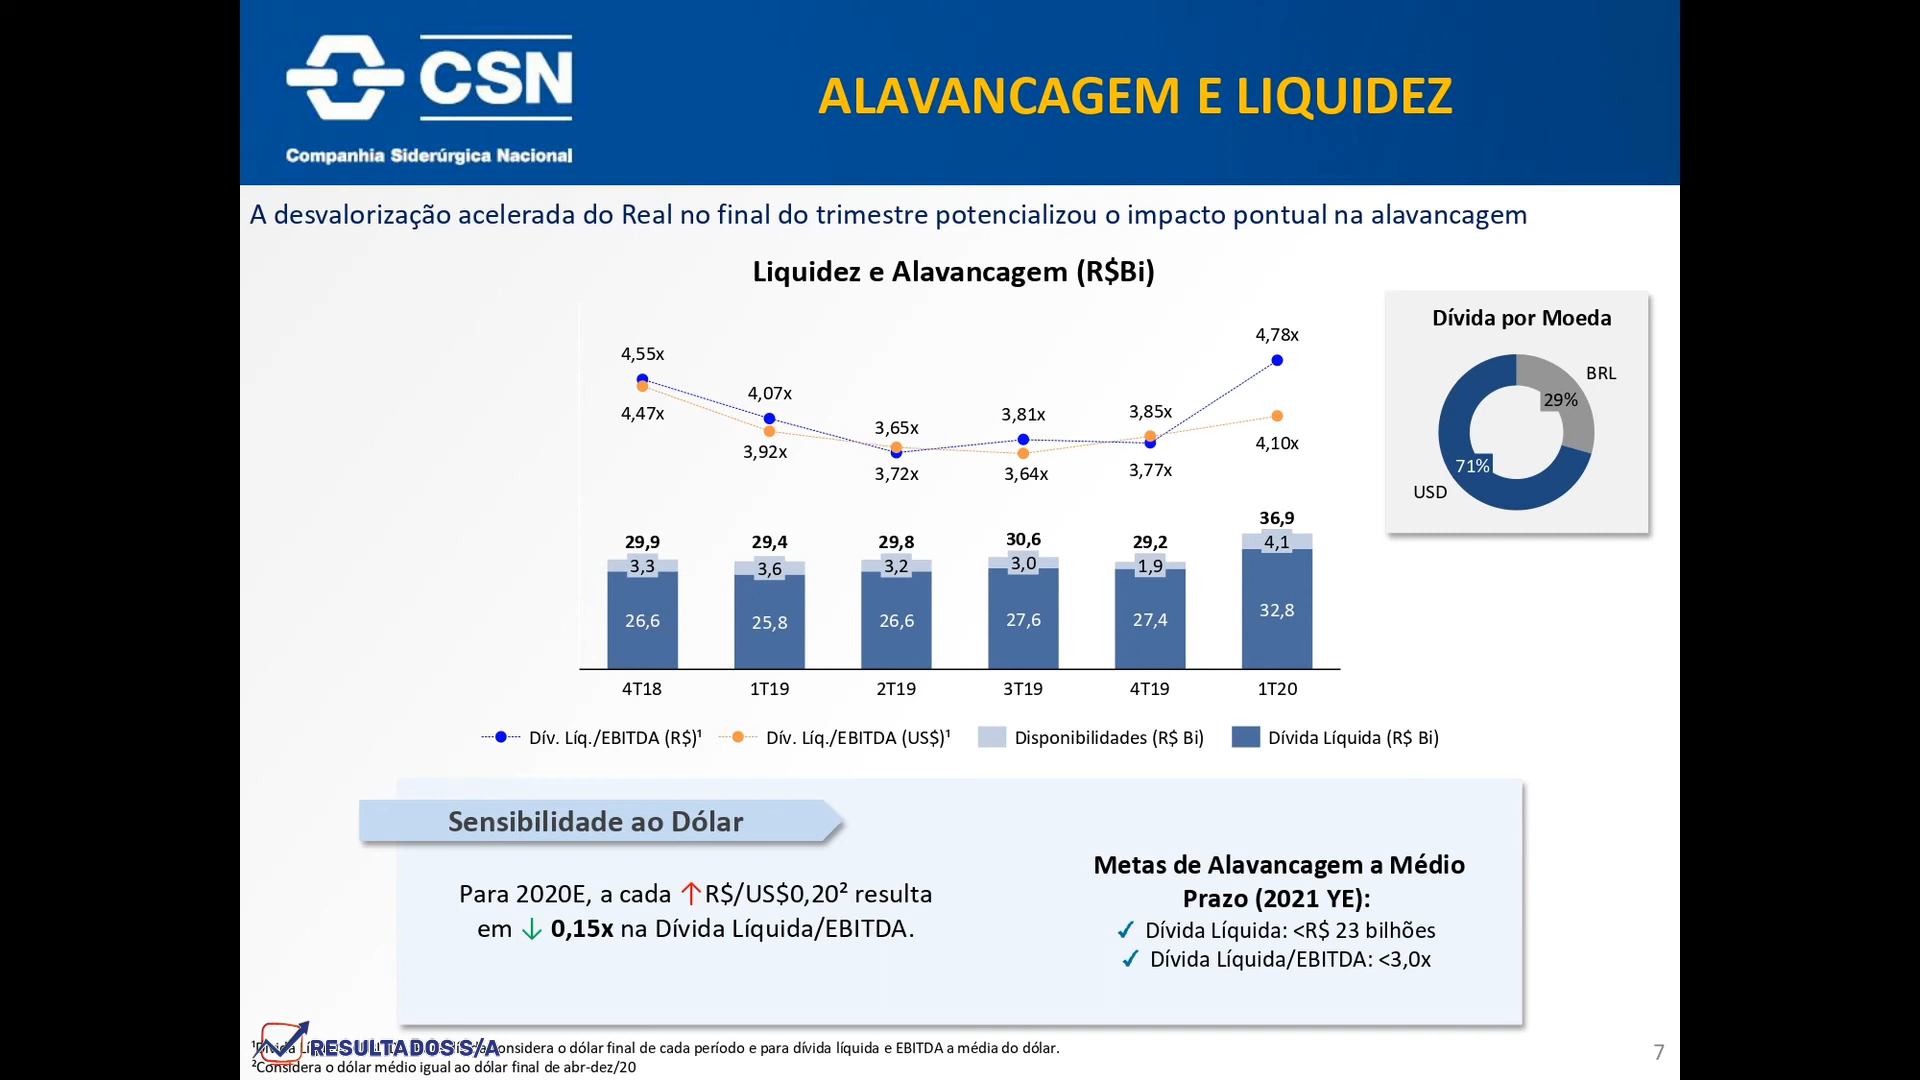 CSN
Companhia Siderúrgica Nacional
ALAVANCAGEM E LIQUIDEZ
A desvalorização acelerada do Real no final do trimestre potencializou o impacto pontual na alavancagem
Liquidez e Alavancagem (R$Bi)
4,55x
4,07x
3,65x
3,81x
3,85x
4,78x
4,47x
3,92x
3,72x
3,64x
3,77x
4,10x
29,9
29,4
29,8
30,6
29,2
36,9
3,3
3,6
3,2
3,0
1,9
4,1
26,6
25,8
26,6
27,6
27,4
32,8
4T18
1T19
2T19
3T19
4T19
1T20
Dív. Líq./EBITDA (R$)¹
Dív. Líq./EBITDA (US$)¹
Disponibilidades (R$ Bi)
Dívida Líquida (R$ Bi)
Dívida por Moeda
BRL
29%
71%
USD
Sensibilidade ao Dólar
Para 2020E, a cada ↑R$/US$0,20² resulta
em ↓ 0,15x na Dívida Líquida/EBITDA.
Metas de Alavancagem a Médio
Prazo (2021 YE):
✓ Dívida Líquida: <R$ 23 bilhões
✓ Dívida Líquida/EBITDA: <3,0x
RESULTADOS S/A
considera o dólar final de cada período e para dívida líquida e EBITDA a média do dólar.
²Considera o dólar médio igual ao dólar final de abr-dez/20
7